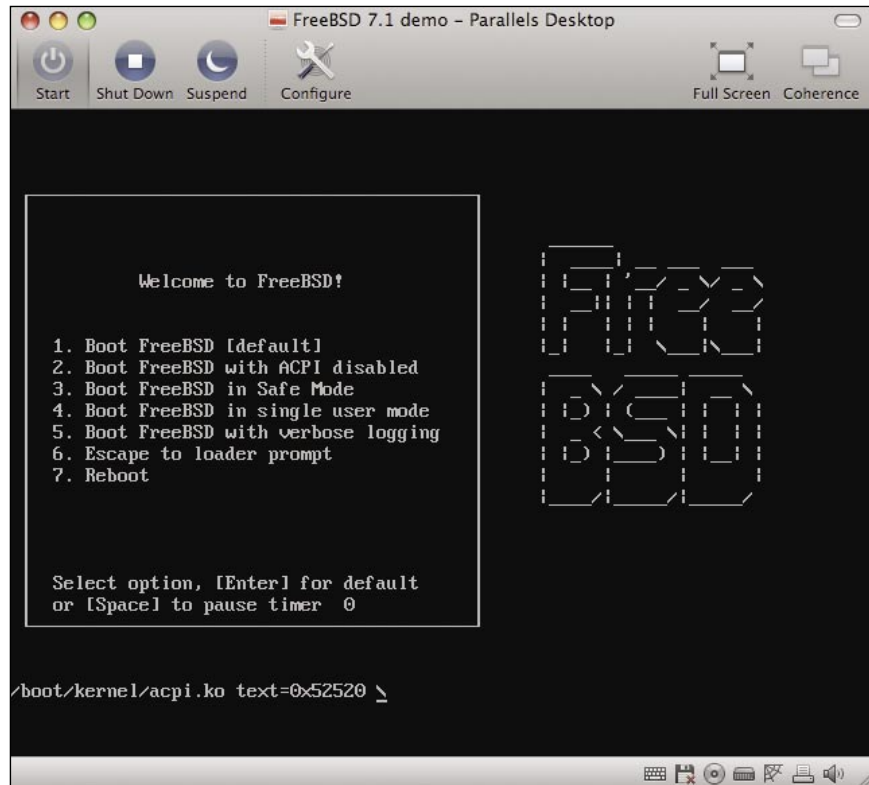 FreeBSD 7.1 demo – Parallels Desktop
Start Shut Down Suspend Configure Full Screen Coherence
Welcome to FreeBSD!
1. Boot FreeBSD [default]
2. Boot FreeBSD with ACPI disabled
3. Boot FreeBSD in Safe Mode
4. Boot FreeBSD in single user mode
5. Boot FreeBSD with verbose logging
6. Escape to loader prompt
7. Reboot
Select option, [Enter] for default
or [Space] to pause timer 0
Free
BSD
/boot/kernel/acpi.ko text=0x52520 \